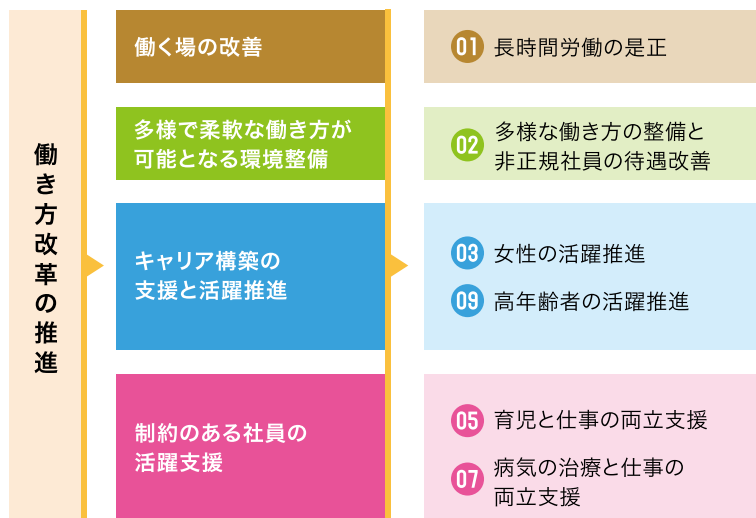 働き方改革の推進
働く場の改善
01 長時間労働の是正
多様で柔軟な働き方が
可能となる環境整備
02 多様な働き方の整備と
非正規社員の待遇改善
キャリア構築の
支援と活躍推進
03 女性の活躍推進
09 高年齢者の活躍推進
制約のある社員の
活躍支援
05 育児と仕事の両立支援
07 病気の治療と仕事の
両立支援